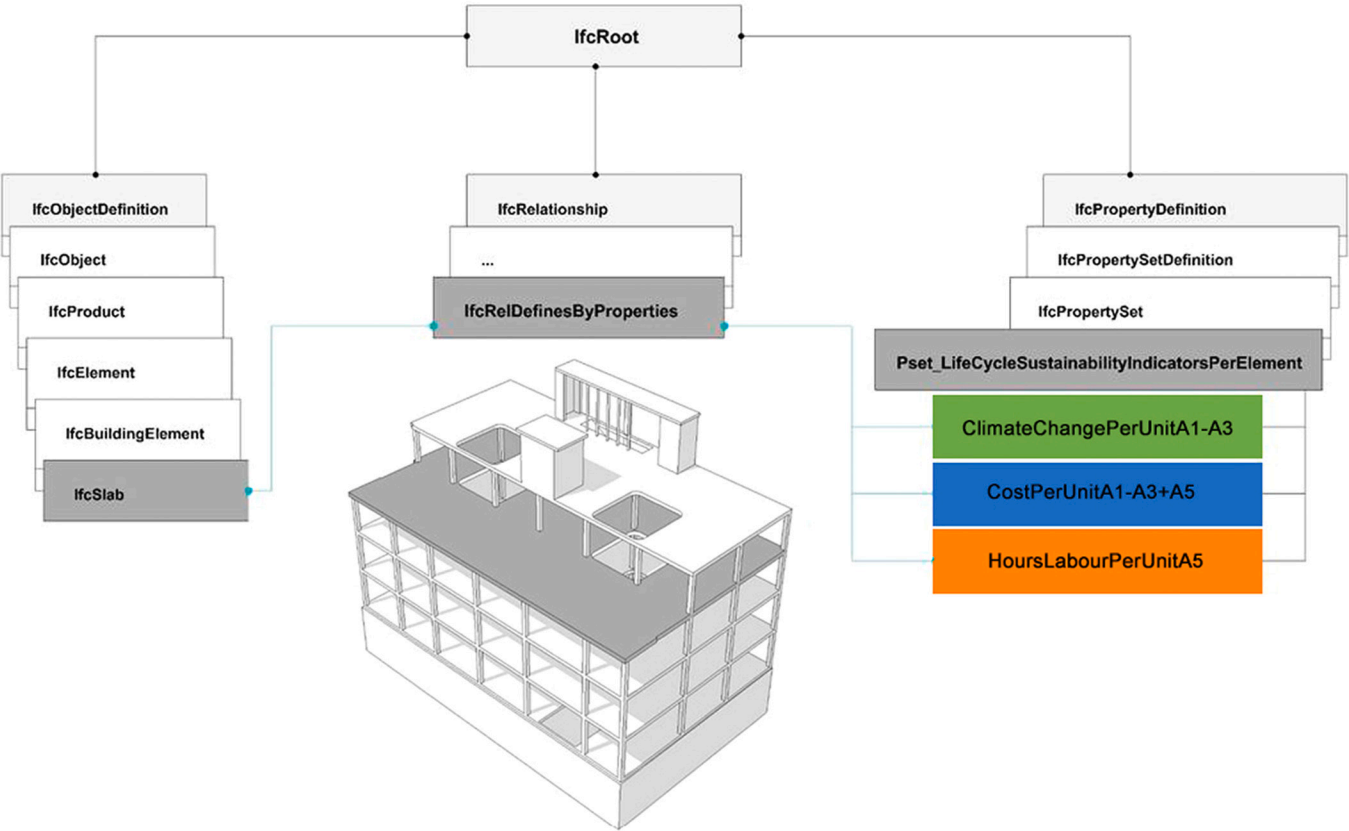 IfcRoot
IfcObjectDefinition
IfcObject
IfcProduct
IfcElement
IfcBuildingElement
IfcSlab
IfcRelationship
...
IfcRelDefinesByProperties
IfcPropertyDefinition
IfcPropertySetDefinition
IfcPropertySet
Pset_LifeCycleSustainabilityIndicatorsPerElement
ClimateChangePerUnitA1-A3
CostPerUnitA1-A3+A5
HoursLabourPerUnitA5